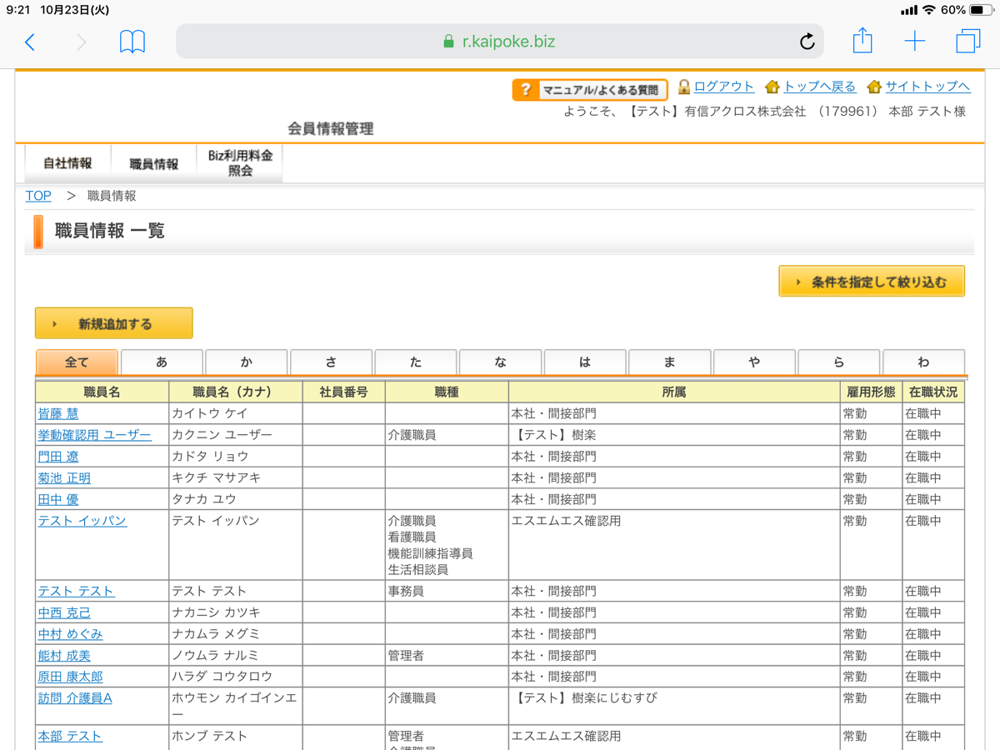 9:21 10月23日(火)
60%
r.kaipoke.biz
? マニュアル/よくある質問 ログアウト トップへ戻る サイトトップへ
ようこそ、【テスト】有信アクロス株式会社 （179961） 本部 テスト様
会員情報管理
自社情報 職員情報 Biz利用料金
照会
TOP > 職員情報
職員情報 一覧
条件を指定して絞り込む
新規追加する
全て あ か さ た な は ま や ら わ
職員名 職員名（カナ） 社員番号 職種 所属 雇用形態 在職状況
皆藤 慧 カイトウ ケイ 本社・間接部門 常勤 在職中
挙動確認用 ユーザー カクニン ユーザー 介護職員 【テスト】樹楽 常勤 在職中
門田 遼 カドタ リョウ 本社・間接部門 常勤 在職中
菊池 正明 キクチ マサアキ 本社・間接部門 常勤 在職中
田中 優 タナカ ユウ 本社・間接部門 常勤 在職中
テスト イッパン テスト イッパン 介護職員 エスエムエス確認用 常勤 在職中
看護職員
機能訓練指導員
生活相談員
テスト テスト テスト テスト 事務員 本社・間接部門 常勤 在職中
中西 克己 ナカニシ カツキ 本社・間接部門 常勤 在職中
中村 めぐみ ナカムラ メグミ 本社・間接部門 常勤 在職中
能村 成美 ノウムラ ナルミ 管理者 本社・間接部門 常勤 在職中
原田 康太郎 ハラダ コウタロウ 本社・間接部門 常勤 在職中
訪問 介護員A ホウモン カイゴインエ 介護職員 【テスト】樹楽にじむすび 常勤 在職中
ー
本部 テスト ホンブ テスト 管理者 エスエムエス確認用 常勤 在職中